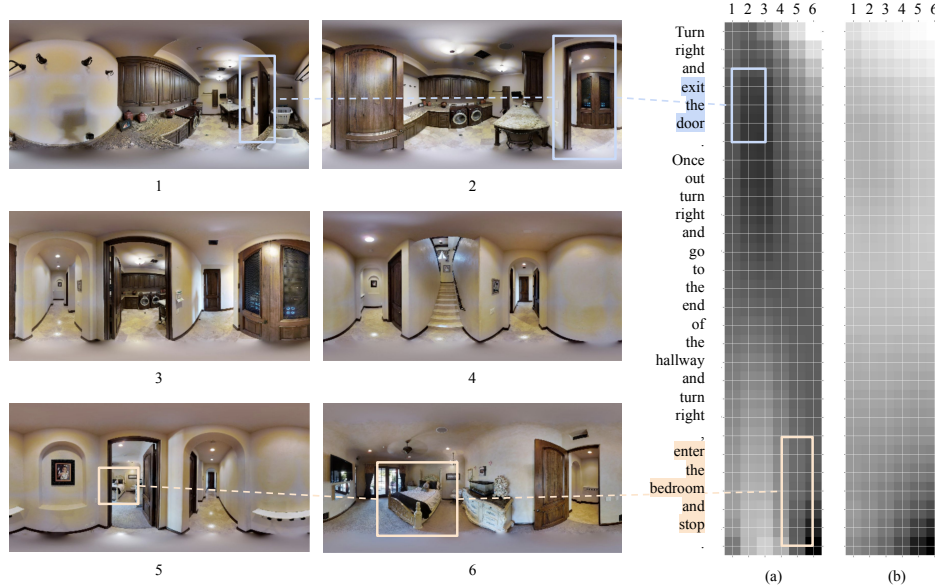 1 2 3 4 5 6 1 2 3 4 5 6
Turn
right
and
exit
the
door
.
Once
out
turn
right
and
go
to
the
end
of
the
hallway
and
turn
right
,
enter
the
bedroom
and
stop
.
1 2
3 4
5 6
(a) (b)